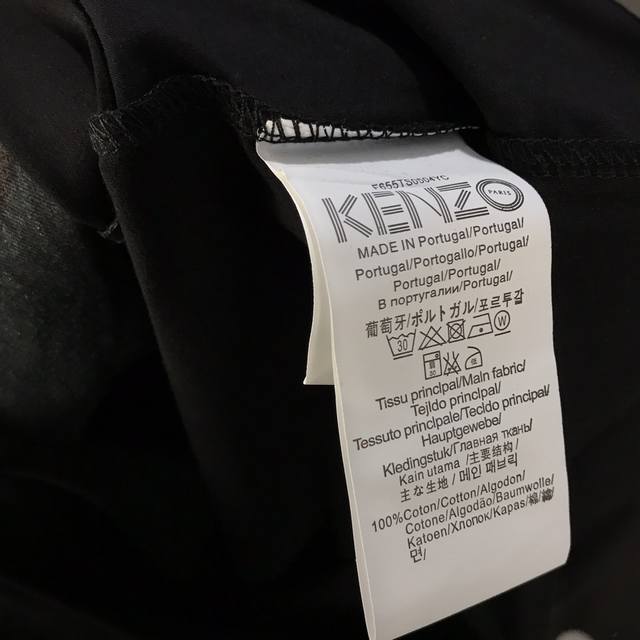 F655TS0504YC
KENZO
PARIS
MADE IN Portugal/Portugal/
Portugal/Portogallo/Portugal/
Portugal/Portugal/
В португалии/Portugal/
葡萄牙/ポルトガル/포르투갈
30 W
Tissu principal/Main fabric/
Tejido principal/
Tessuto principale/Tecido principal/
Hauptgewebe/
Kledingstuk/Главная ткань/
Kain utama /主要结构/
主な生地/ 메인 패브릭/
100%Coton/Cotton/Algodon/
Cotone/Algodão/Baumwolle/
Katoen/Хлопок/Kapas/棉/綿/
면/